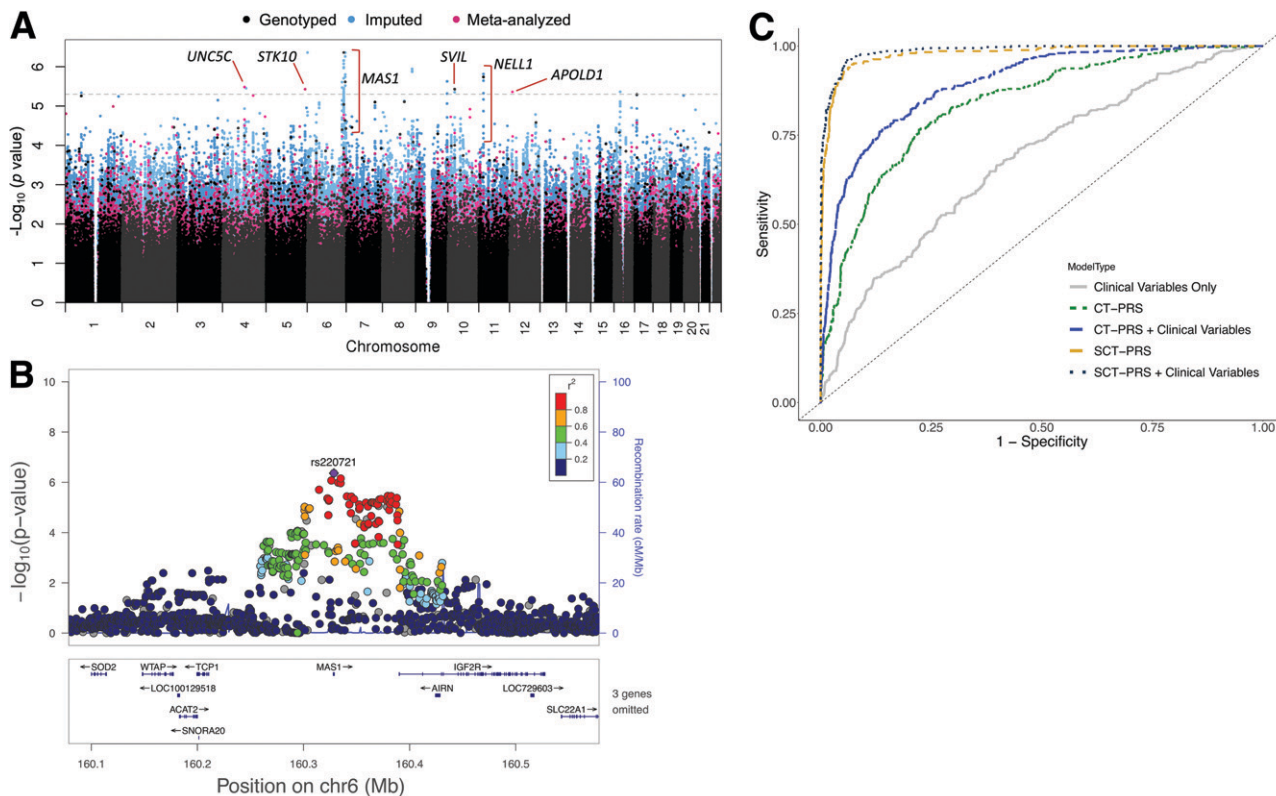 A
Genotyped Imputed Meta-analyzed
UNC5C STK10 MAS1 SVIL NELL1 APOLD1
-Log10 (p value)
6
5
4
3
2
1
0
1 2 3 4 5 6 7 8 9 10 11 12 13 14 15 16 17 18 19 20 21
Chromosome
B
10
8
6
4
2
0
− log10(p−value)
rs220721
r2
0.8
0.6
0.4
0.2
100
80
60
40
20
0
Recombination rate (cM/Mb)
←SOD2 WTAP→ ←TCP1 MAS1→ IGF2R→
←LOC100129518 ←AIRN LOC729603→
3 genes
omitted
ACAT2→ SLC22A1→
←SNORA20
160.1 160.2 160.3 160.4 160.5
Position on chr6 (Mb)
C
1.00
0.75
0.50
0.25
0.00
Sensitivity
ModelType
Clinical Variables Only
CT-PRS
CT-PRS + Clinical Variables
SCT-PRS
SCT-PRS + Clinical Variables
0.00 0.25 0.50 0.75 1.00
1 − Specificity